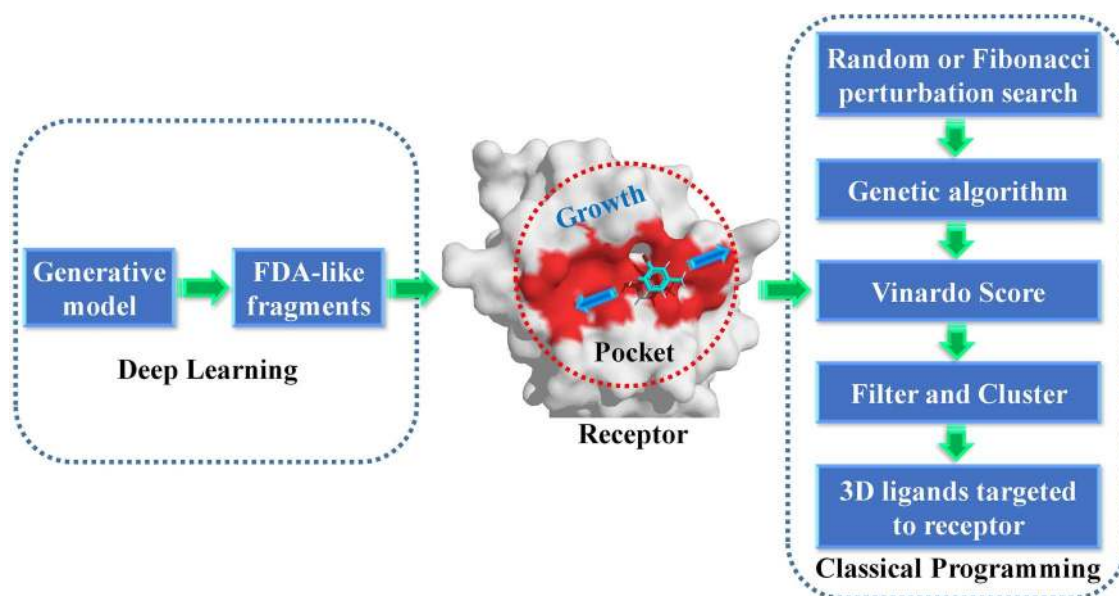 Generative
model
FDA-like
fragments
Deep Learning
Growth
Pocket
Receptor
Random or Fibonacci
perturbation search
Genetic algorithm
Vinardo Score
Filter and Cluster
3D ligands targeted
to receptor
Classical Programming